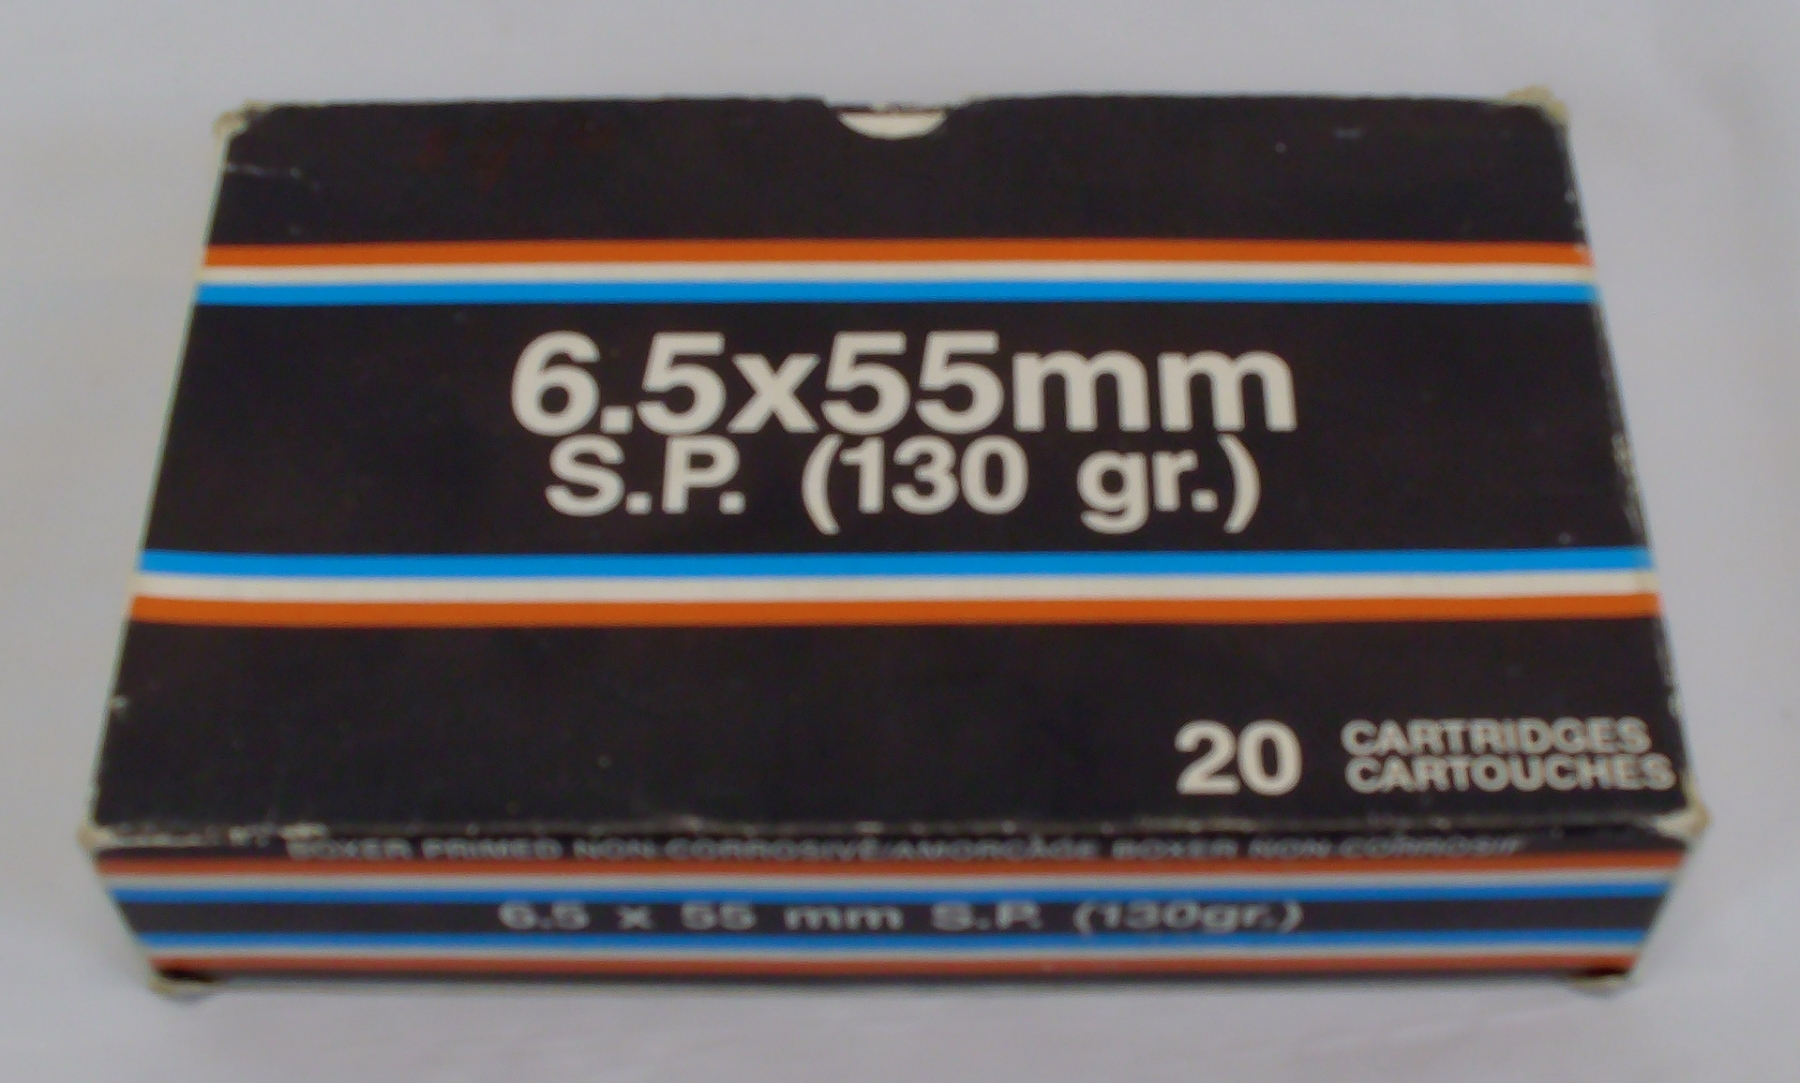 6.5x55mm
S.P. (130 gr.)
20 CARTRIDGES
CARTOUCHES
BOXER PRIMED NON-CORROSIVE/AMORÇAGE BOXER NON CORROSIF
6.5 x 55 mm S.P. (130gr.)